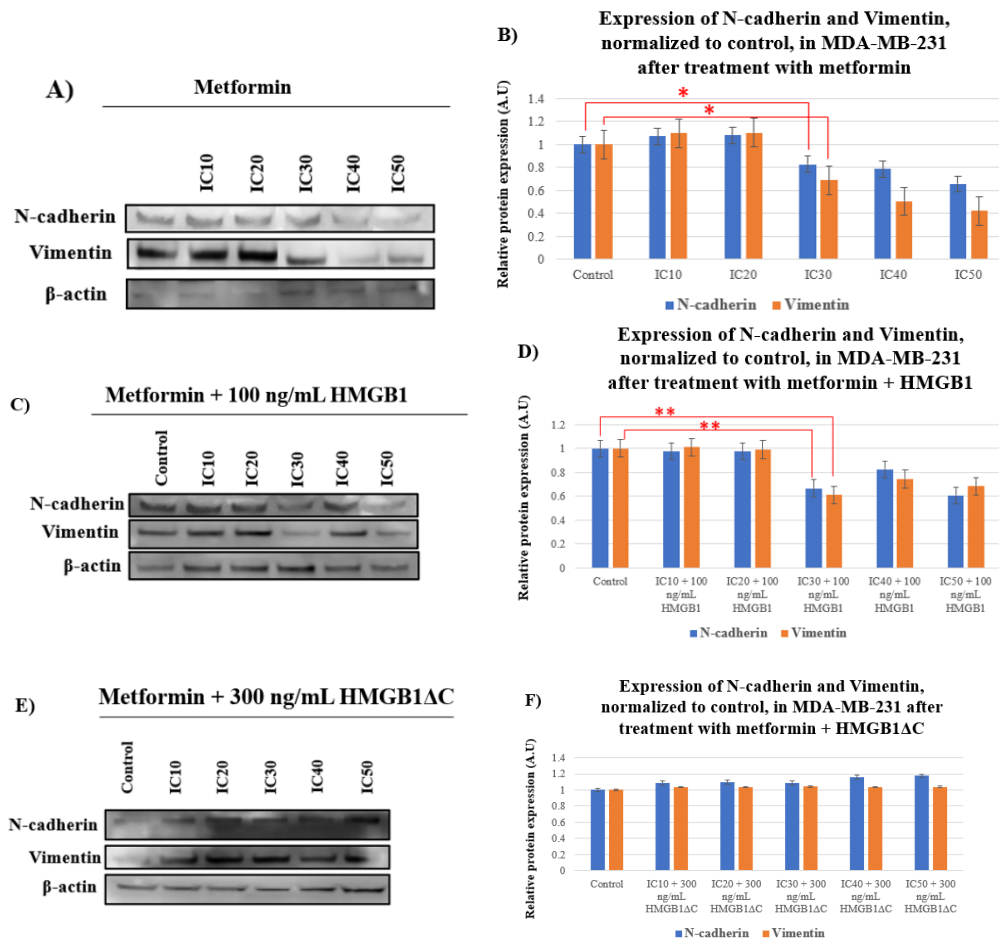 A)
Metformin
IC10
IC20
IC30
IC40
IC50
N-cadherin
Vimentin
β-actin
B)
Expression of N-cadherin and Vimentin,
normalized to control, in MDA-MB-231
after treatment with metformin
Relative protein expression (A.U)
1.4
1.2
1
0.8
0.6
0.4
0.2
0
*
*
Control
IC10
IC20
IC30
IC40
IC50
N-cadherin
Vimentin
C)
Metformin + 100 ng/mL HMGB1
Control
IC10
IC20
IC30
IC40
IC50
N-cadherin
Vimentin
β-actin
D)
Expression of N-cadherin and Vimentin,
normalized to control, in MDA-MB-231
after treatment with metformin + HMGB1
Relative protein expression (A.U)
1.4
1.2
1
0.8
0.6
0.4
0.2
0
**
**
Control
IC10 + 100
ng/mL
HMGB1
IC20 + 100
ng/mL
HMGB1
IC30 + 100
ng/mL
HMGB1
IC40 + 100
ng/mL
HMGB1
IC50 + 100
ng/mL
HMGB1
N-cadherin
Vimentin
E)
Metformin + 300 ng/mL HMGB1ΔC
Control
IC10
IC20
IC30
IC40
IC50
N-cadherin
Vimentin
β-actin
F)
Expression of N-cadherin and Vimentin,
normalized to control, in MDA-MB-231 after
treatment with metformin + HMGB1ΔC
Relative protein expression (A.U)
1.4
1.2
1
0.8
0.6
0.4
0.2
0
Control
IC10 + 300
ng/mL
HMGB1ΔC
IC20 + 300
ng/mL
HMGB1ΔC
IC30 + 300
ng/mL
HMGB1ΔC
IC40 + 300
ng/mL
HMGB1ΔC
IC50 + 300
ng/mL
HMGB1ΔC
N-cadherin
Vimentin